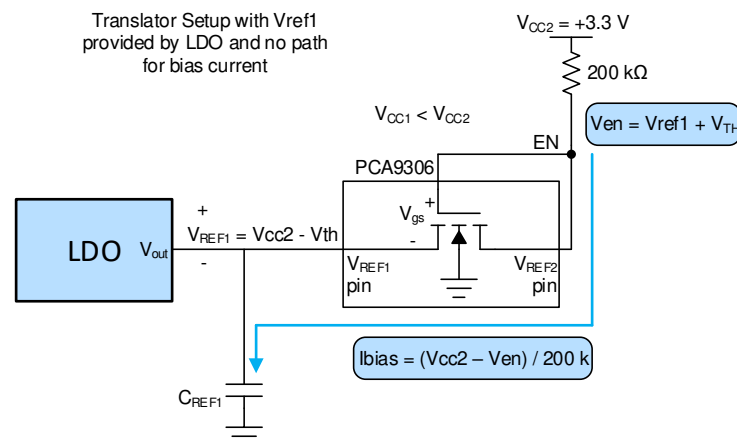 Translator Setup with Vref1
provided by LDO and no path
for bias current
VCC2 = +3.3 V
200 kΩ
VCC1 < VCC2
Ven = Vref1 + VTH
EN
PCA9306
+
Vgs
-
LDO
Vout
+
VREF1 = Vcc2 - Vth
-
VREF1
pin
VREF2
pin
Ibias = (Vcc2 – Ven) / 200 k
CREF1